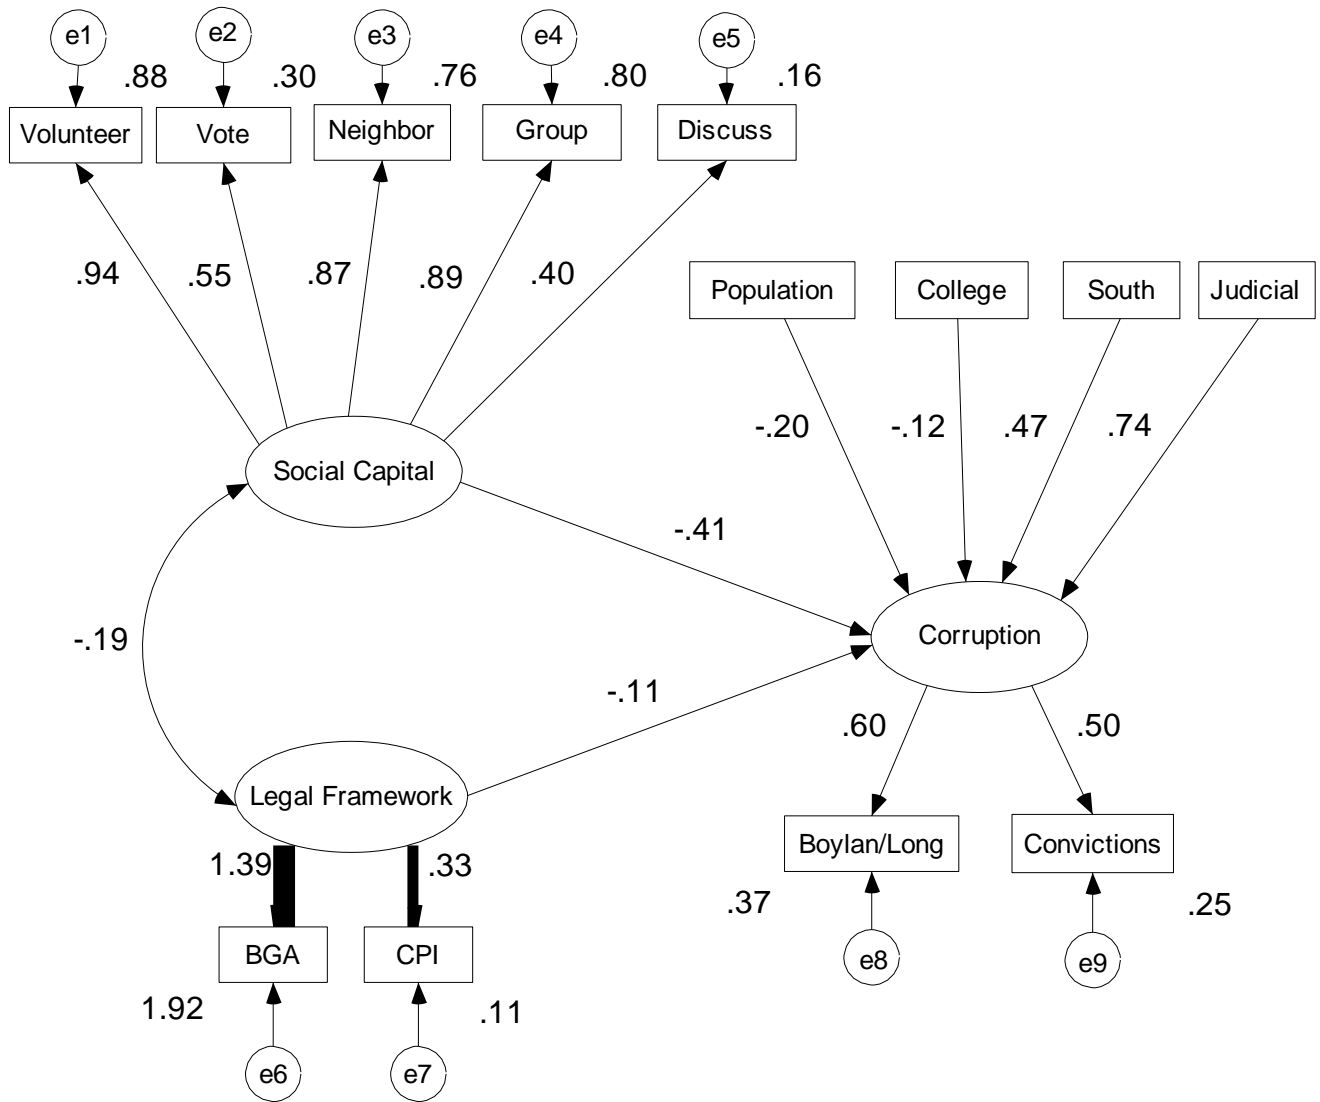 e1
e2
e3
e4
e5
.88
.30
.76
.80
.16
Volunteer
Vote
Neighbor
Group
Discuss
.94
.55
.87
.89
.40
Population
College
South
Judicial
-.20
-.12
.47
.74
Social Capital
-.41
-.19
Corruption
-.11
.60
.50
Legal Framework
1.39
.33
Boylan/Long
Convictions
.37
.25
BGA
CPI
e8
e9
1.92
.11
e6
e7